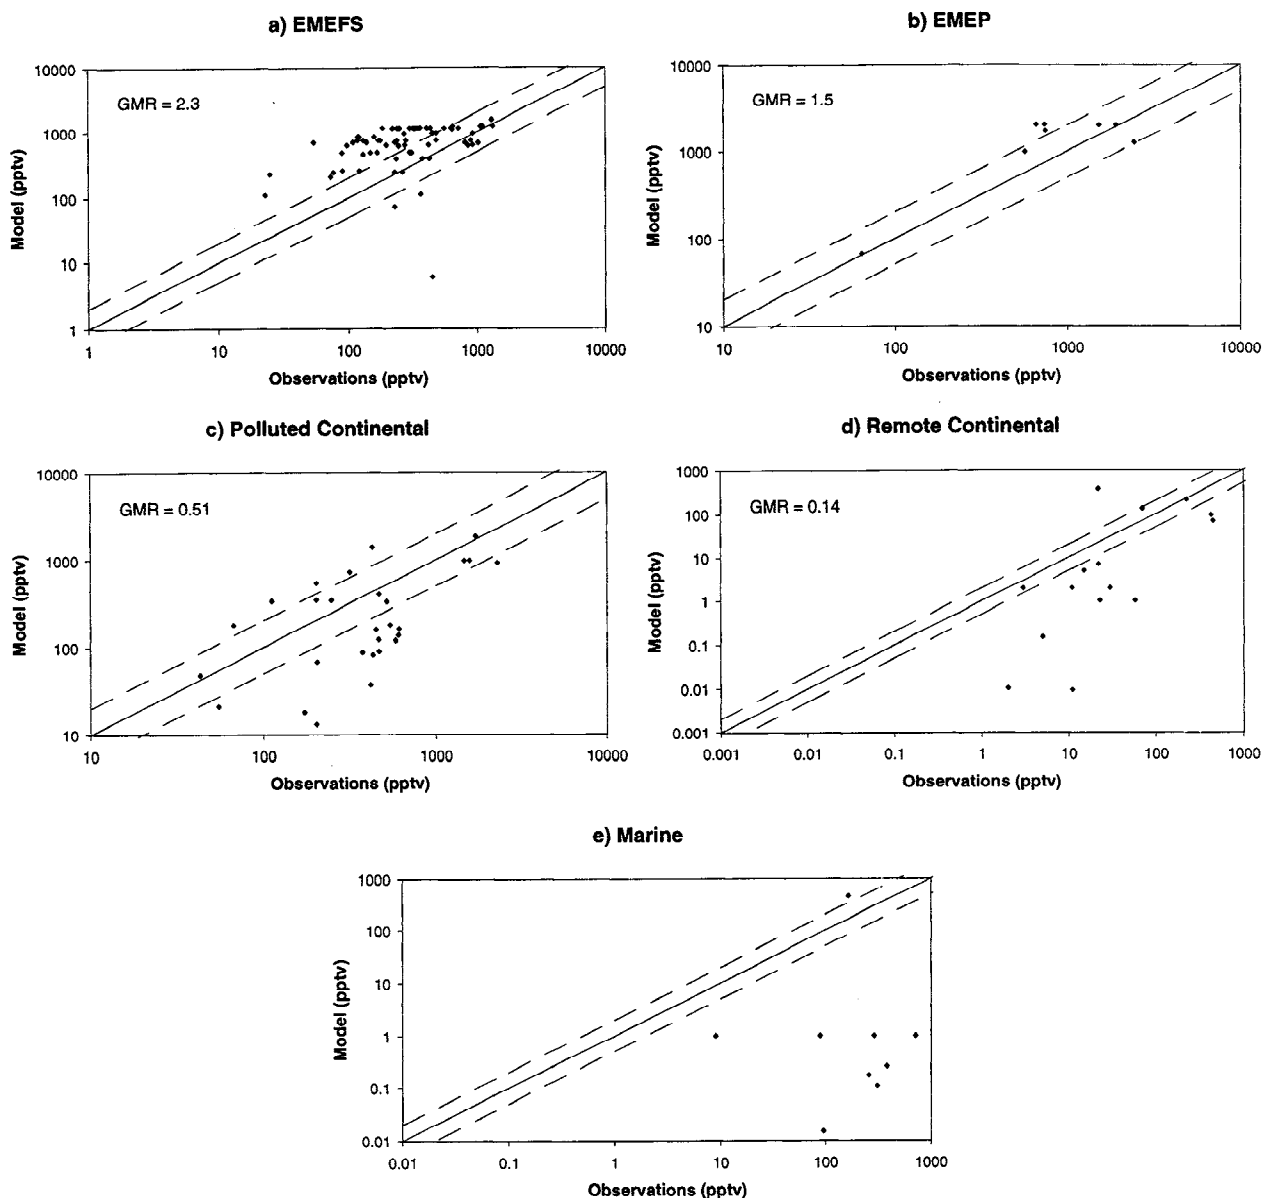 a) EMEFS
10000
GMR = 2.3
1000
100
10
1
Model (pptv)
1 10 100 1000 10000
Observations (pptv)
b) EMEP
10000
GMR = 1.5
1000
100
10
Model (pptv)
10 100 1000 10000
Observations (pptv)
c) Polluted Continental
10000
GMR = 0.51
1000
100
10
Model (pptv)
10 100 1000 10000
Observations (pptv)
d) Remote Continental
1000
GMR = 0.14
100
10
1
0.1
0.01
0.001
Model (pptv)
0.001 0.01 0.1 1 10 100 1000
Observations (pptv)
e) Marine
1000
100
10
1
0.1
0.01
Model (pptv)
0.01 0.1 1 10 100 1000
Observations (pptv)